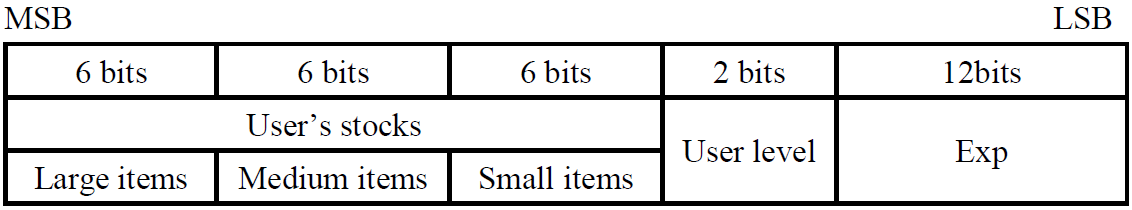 MSB LSB
6 bits 6 bits 6 bits 2 bits 12bits
User's stocks
User level Exp
Large items Medium items Small items